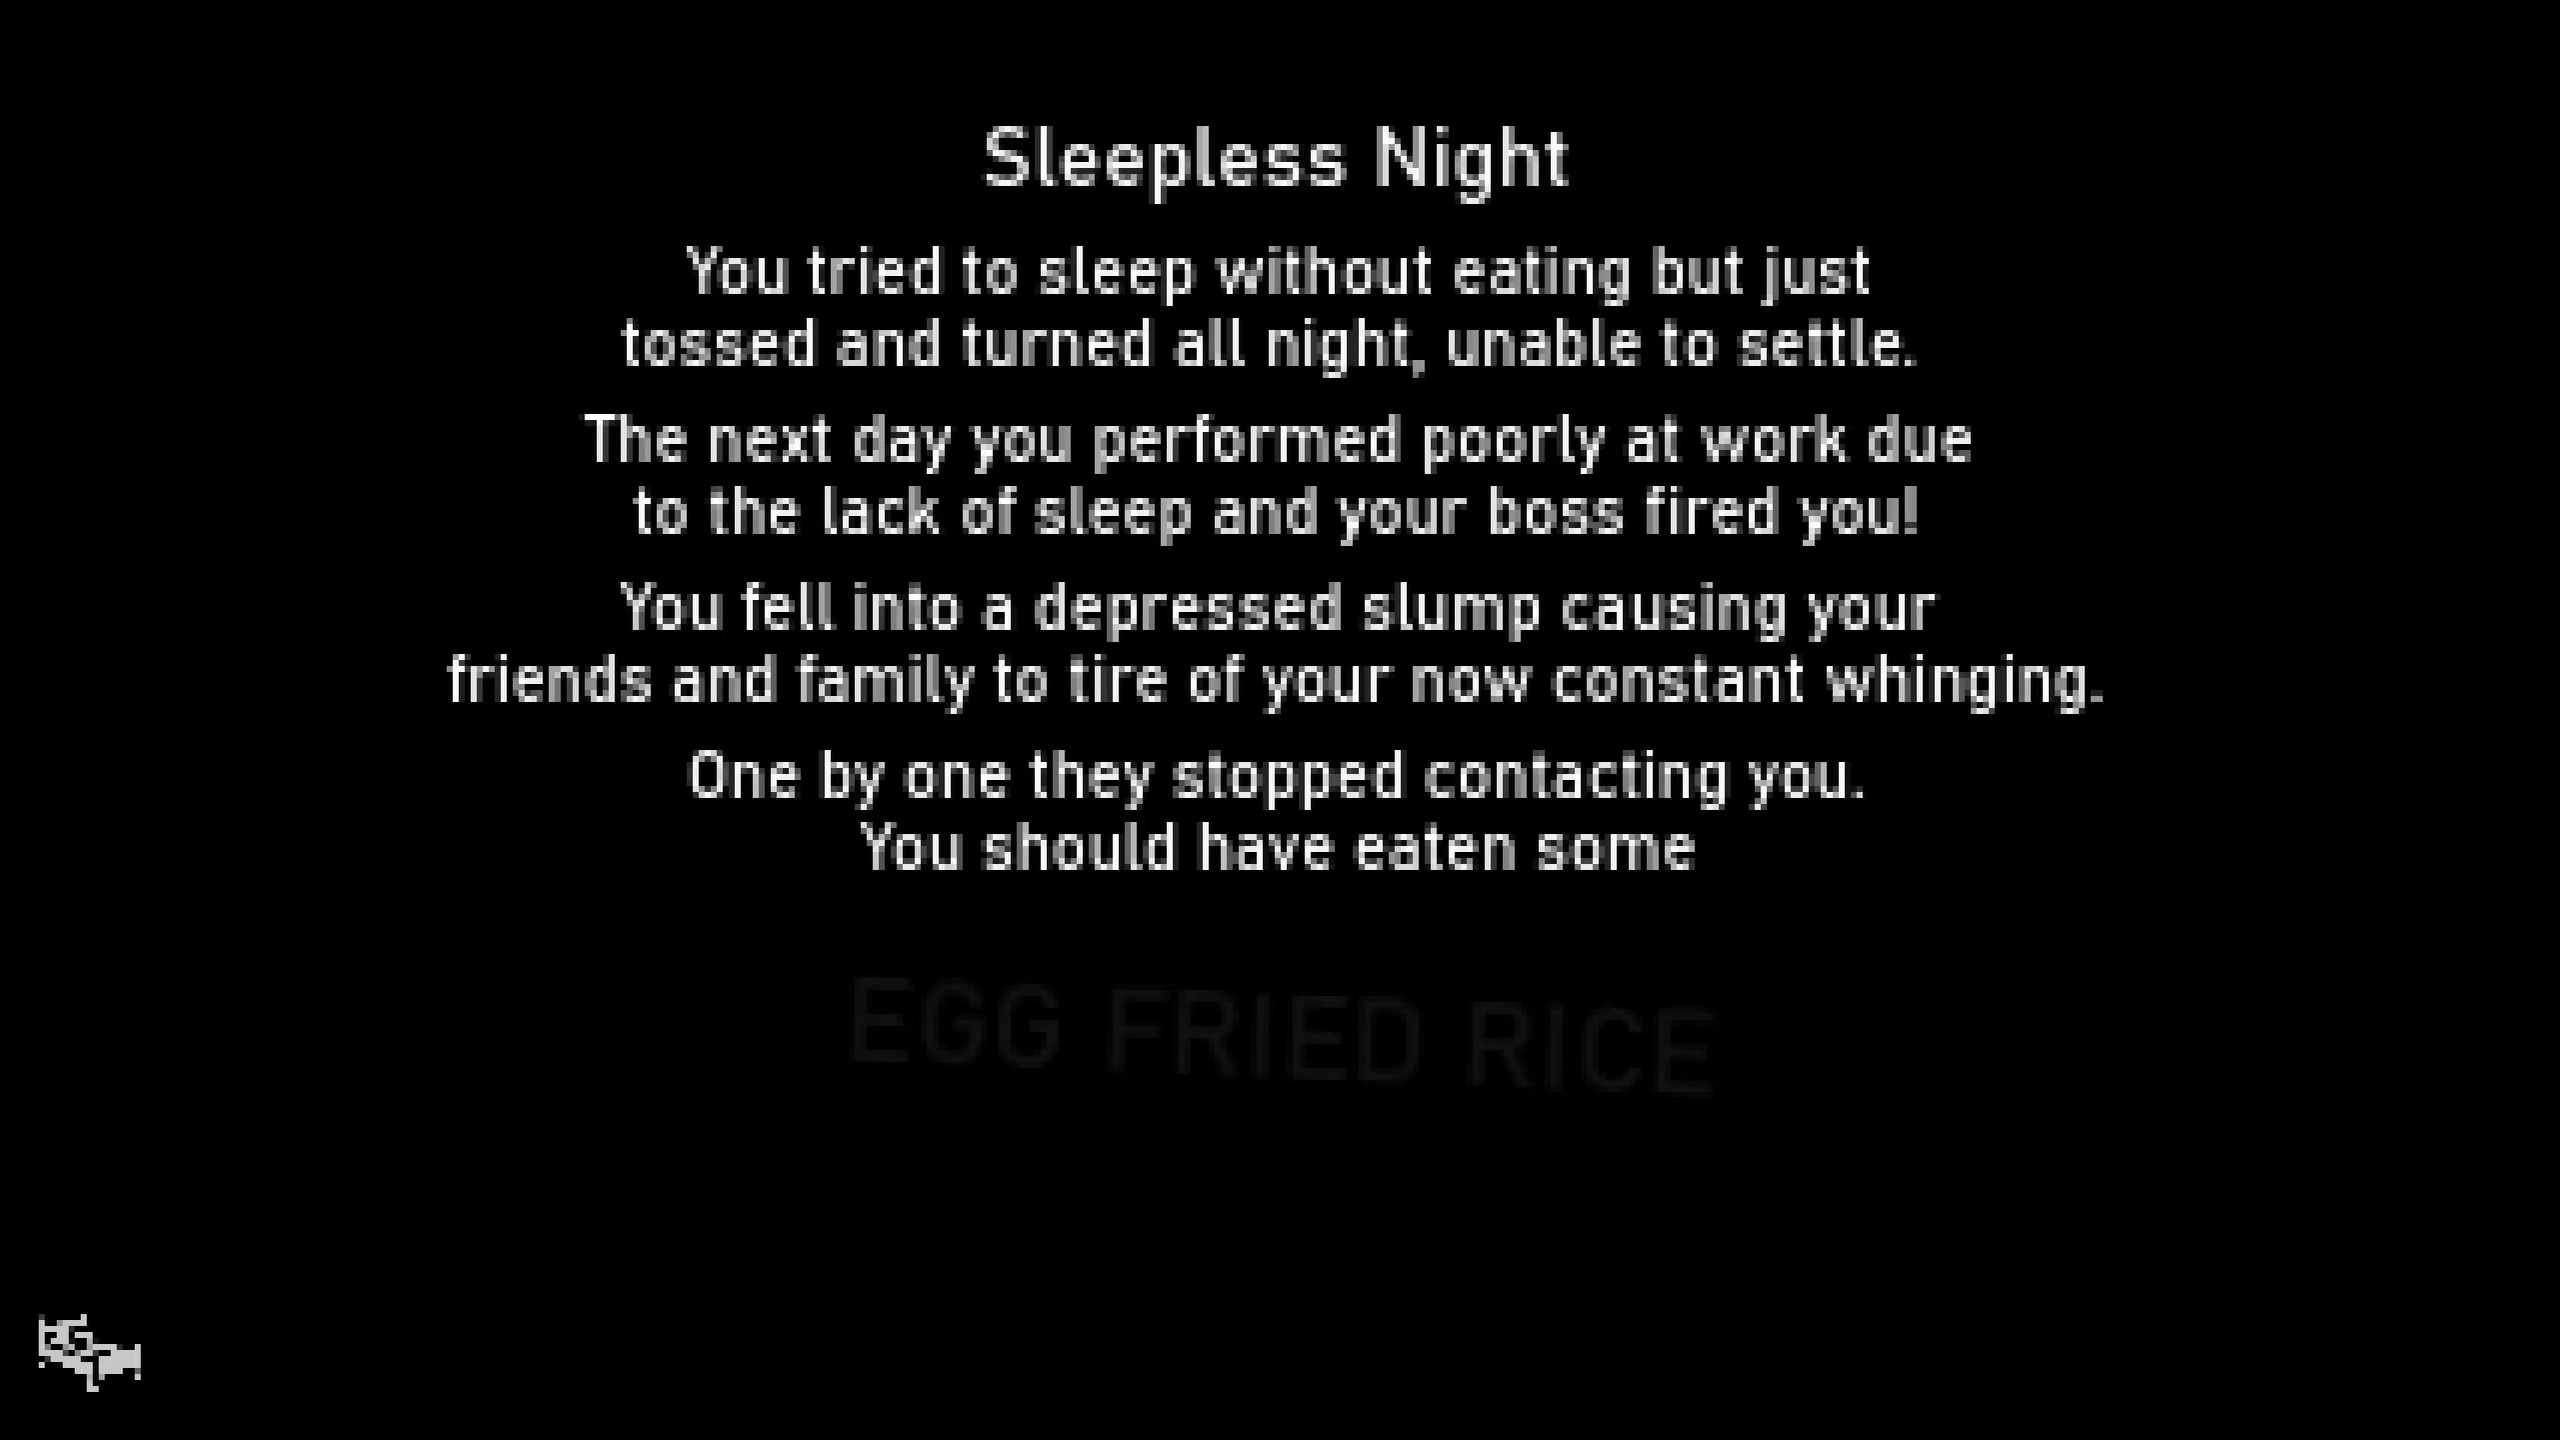 Sleepless Night
You tried to sleep without eating but just
tossed and turned all night, unable to settle.
The next day you performed poorly at work due
to the lack of sleep and your boss fired you!
You fell into a depressed slump causing your
friends and family to tire of your now constant whinging.
One by one they stopped contacting you.
You should have eaten some
EGG FRIED RICE